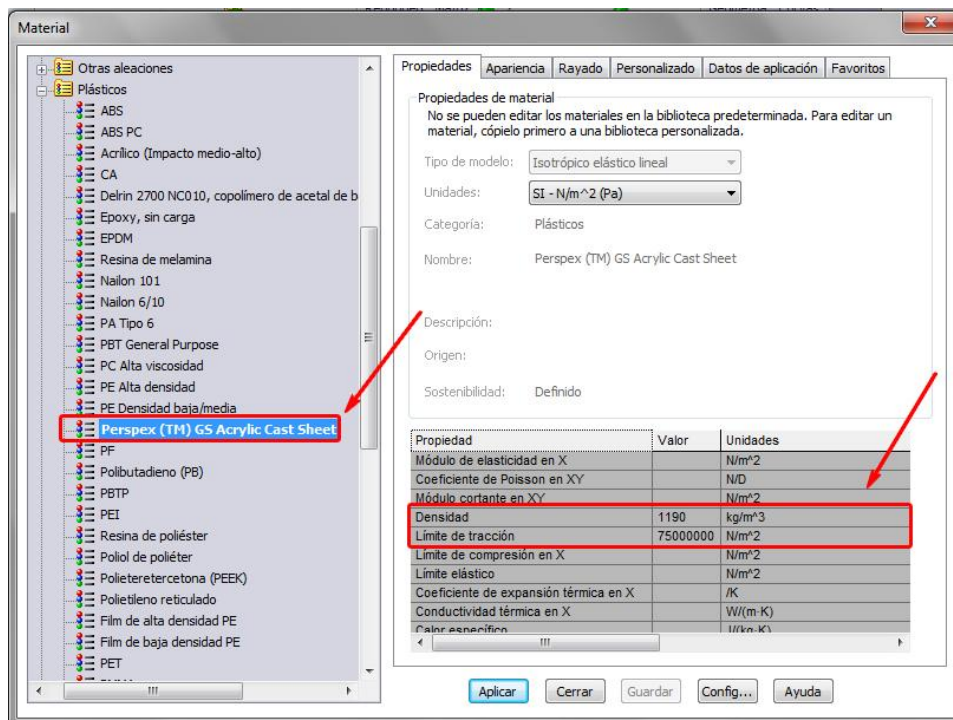 Material
Otras aleaciones
Plásticos
ABS
ABS PC
Acrílico (Impacto medio-alto)
CA
Delrin 2700 NC010, copolímero de acetal de b
Epoxy, sin carga
EPDM
Resina de melamina
Nailon 101
Nailon 6/10
PA Tipo 6
PBT General Purpose
PC Alta viscosidad
PE Alta densidad
PE Densidad baja/media
Perspex (TM) GS Acrylic Cast Sheet
PF
Polibutadieno (PB)
PBTP
PEI
Resina de poliéster
Poliol de poliéter
Polieteretercetona (PEEK)
Polietileno reticulado
Film de alta densidad PE
Film de baja densidad PE
PET
Propiedades Apariencia Rayado Personalizado Datos de aplicación Favoritos
Propiedades de material
No se pueden editar los materiales en la biblioteca predeterminada. Para editar un
material, cópielo primero a una biblioteca personalizada.
Tipo de modelo: Isotrópico elástico lineal
Unidades: SI - N/m^2 (Pa)
Categoría: Plásticos
Nombre: Perspex (TM) GS Acrylic Cast Sheet
Descripción:
Origen:
Sostenibilidad: Definido
Propiedad Valor Unidades
Módulo de elasticidad en X N/m^2
Coeficiente de Poisson en XY N/D
Módulo cortante en XY N/m^2
Densidad 1190 kg/m^3
Límite de tracción 75000000 N/m^2
Límite de compresión en X N/m^2
Límite elástico N/m^2
Coeficiente de expansión térmica en X /K
Conductividad térmica en X W/(m·K)
Calor específico J/(kg·K)
Aplicar Cerrar Guardar Config... Ayuda